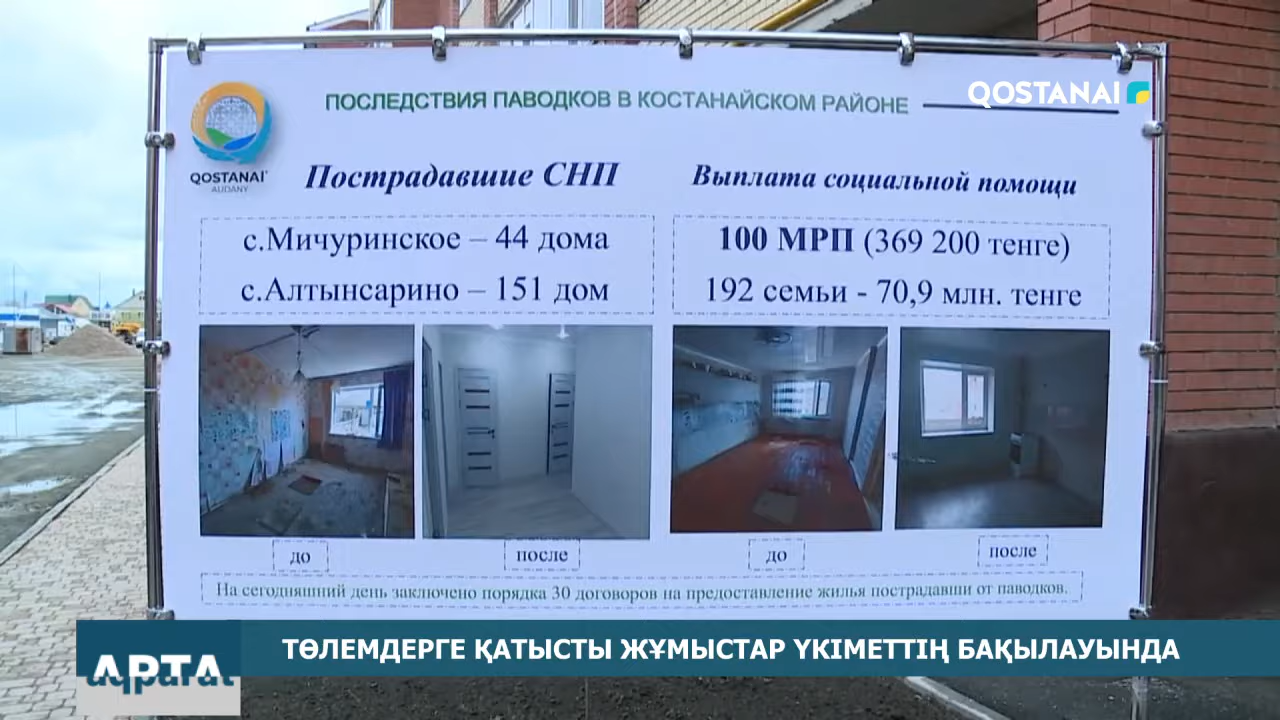 ПОСЛЕДСТВИЯ ПАВОДКОВ В КОСТАНАЙСКОМ РАЙОНЕ
QOSTANAI
QOSTANAI
AUDANY
Пострадавшие СНП
с.Мичуринское – 44 дома
с.Алтынсарино – 151 дом
Выплата социальной помощи
100 МРП (369 200 тенге)
192 семьи - 70,9 млн. тенге
до
после
до
после
На сегодняшний день заключено порядка 30 договоров на предоставление жилья пострадавши от паводков.
ТӨЛЕМДЕРГЕ ҚАТЫСТЫ ЖҰМЫСТАР ҮКІМЕТТІҢ БАҚЫЛАУЫНДА